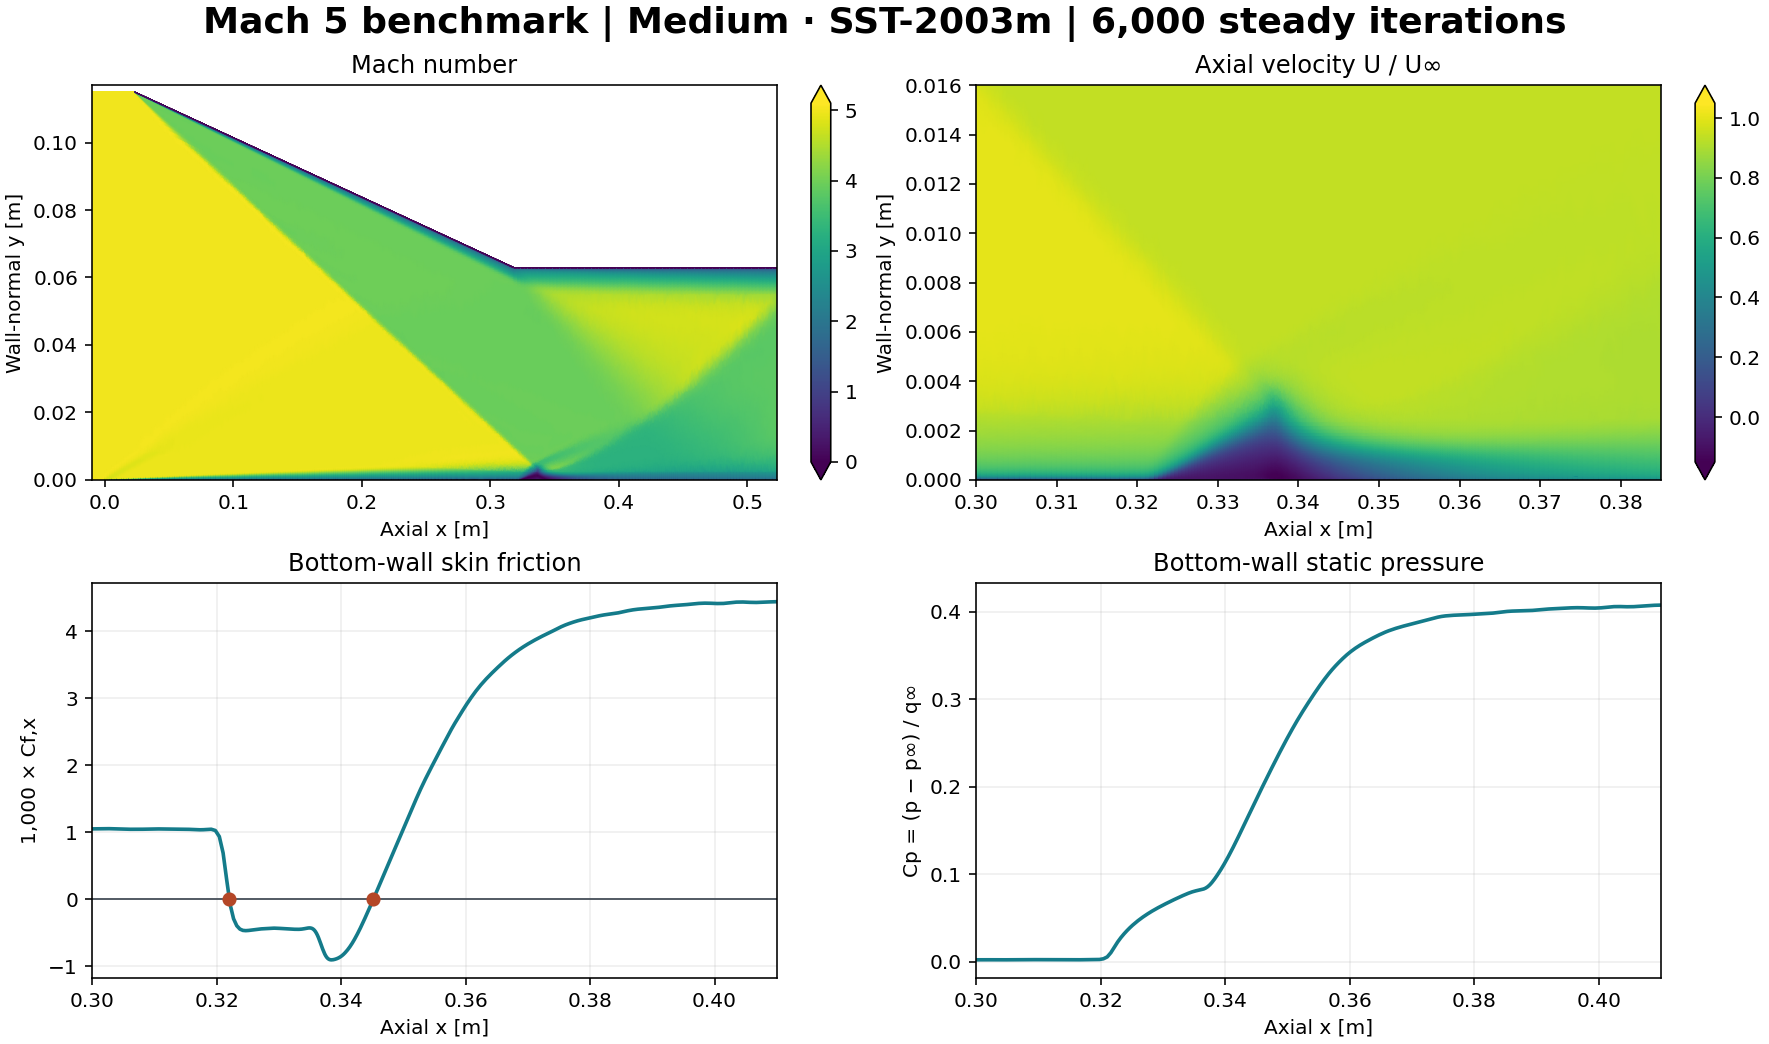 Mach 5 benchmark | Medium · SST-2003m | 6,000 steady iterations
Mach number
Wall-normal y [m]
0.10
0.08
0.06
0.04
0.02
0.00
0.0 0.1 0.2 0.3 0.4 0.5
Axial x [m]
5
4
3
2
1
0
Axial velocity U / U∞
Wall-normal y [m]
0.016
0.014
0.012
0.010
0.008
0.006
0.004
0.002
0.000
0.30 0.31 0.32 0.33 0.34 0.35 0.36 0.37 0.38
Axial x [m]
1.0
0.8
0.6
0.4
0.2
0.0
Bottom-wall skin friction
1,000 × Cf,x
4
3
2
1
0
−1
0.30 0.32 0.34 0.36 0.38 0.40
Axial x [m]
Bottom-wall static pressure
Cp = (p − p∞) / q∞
0.4
0.3
0.2
0.1
0.0
0.30 0.32 0.34 0.36 0.38 0.40
Axial x [m]